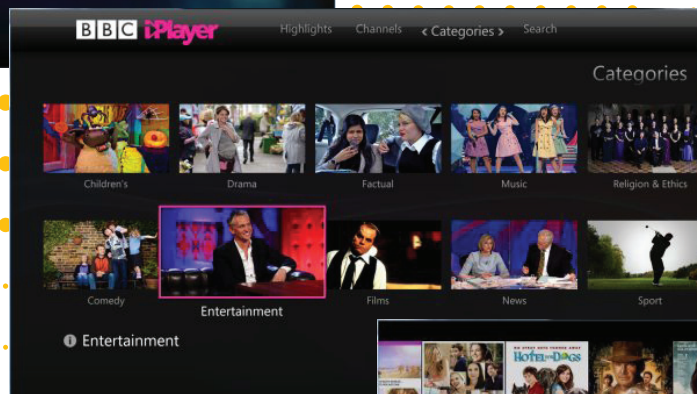 BBC iPlayer
Highlights Channels < Categories > Search
Categories
Children's Drama Factual Music Religion & Ethics
Comedy Entertainment Films News Sport
i Entertainment
HOTEL FOR DOGS